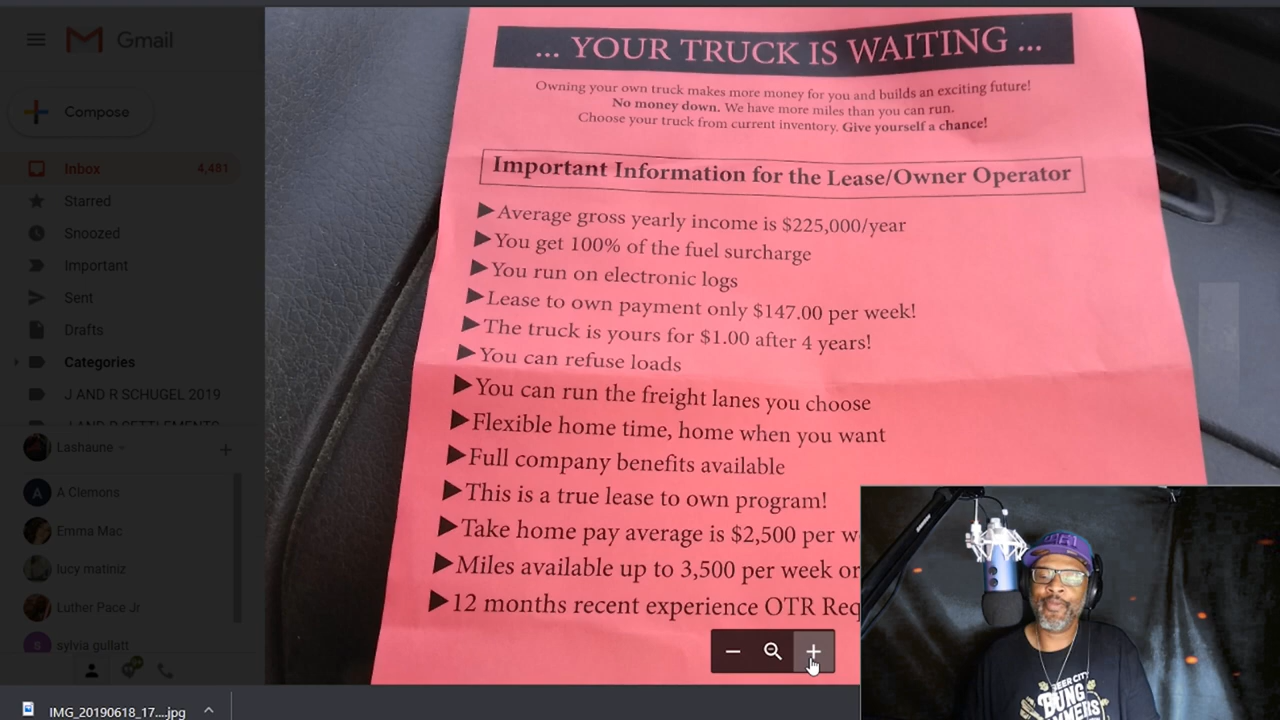 Gmail
Compose
Inbox 4,481
Starred
Snoozed
Important
Sent
Drafts
Categories
J AND R SCHUGEL 2019
J AND R SETTLEMENTS
Lashaune
A Clemons
Emma Mac
lucy matiniz
Luther Pace Jr
sylvia gullatt
IMG_20190618_17....jpg
... YOUR TRUCK IS WAITING ...
Owning your own truck makes more money for you and builds an exciting future!
No money down. We have more miles than you can run.
Choose your truck from current inventory. Give yourself a chance!
Important Information for the Lease/Owner Operator
▶Average gross yearly income is $225,000/year
▶You get 100% of the fuel surcharge
▶You run on electronic logs
▶Lease to own payment only $147.00 per week!
▶The truck is yours for $1.00 after 4 years!
▶You can refuse loads
▶You can run the freight lanes you choose
▶Flexible home time, home when you want
▶Full company benefits available
▶This is a true lease to own program!
▶Take home pay average is $2,500 per w
▶Miles available up to 3,500 per week or
▶12 months recent experience OTR Req
BEER CITY
BUNG